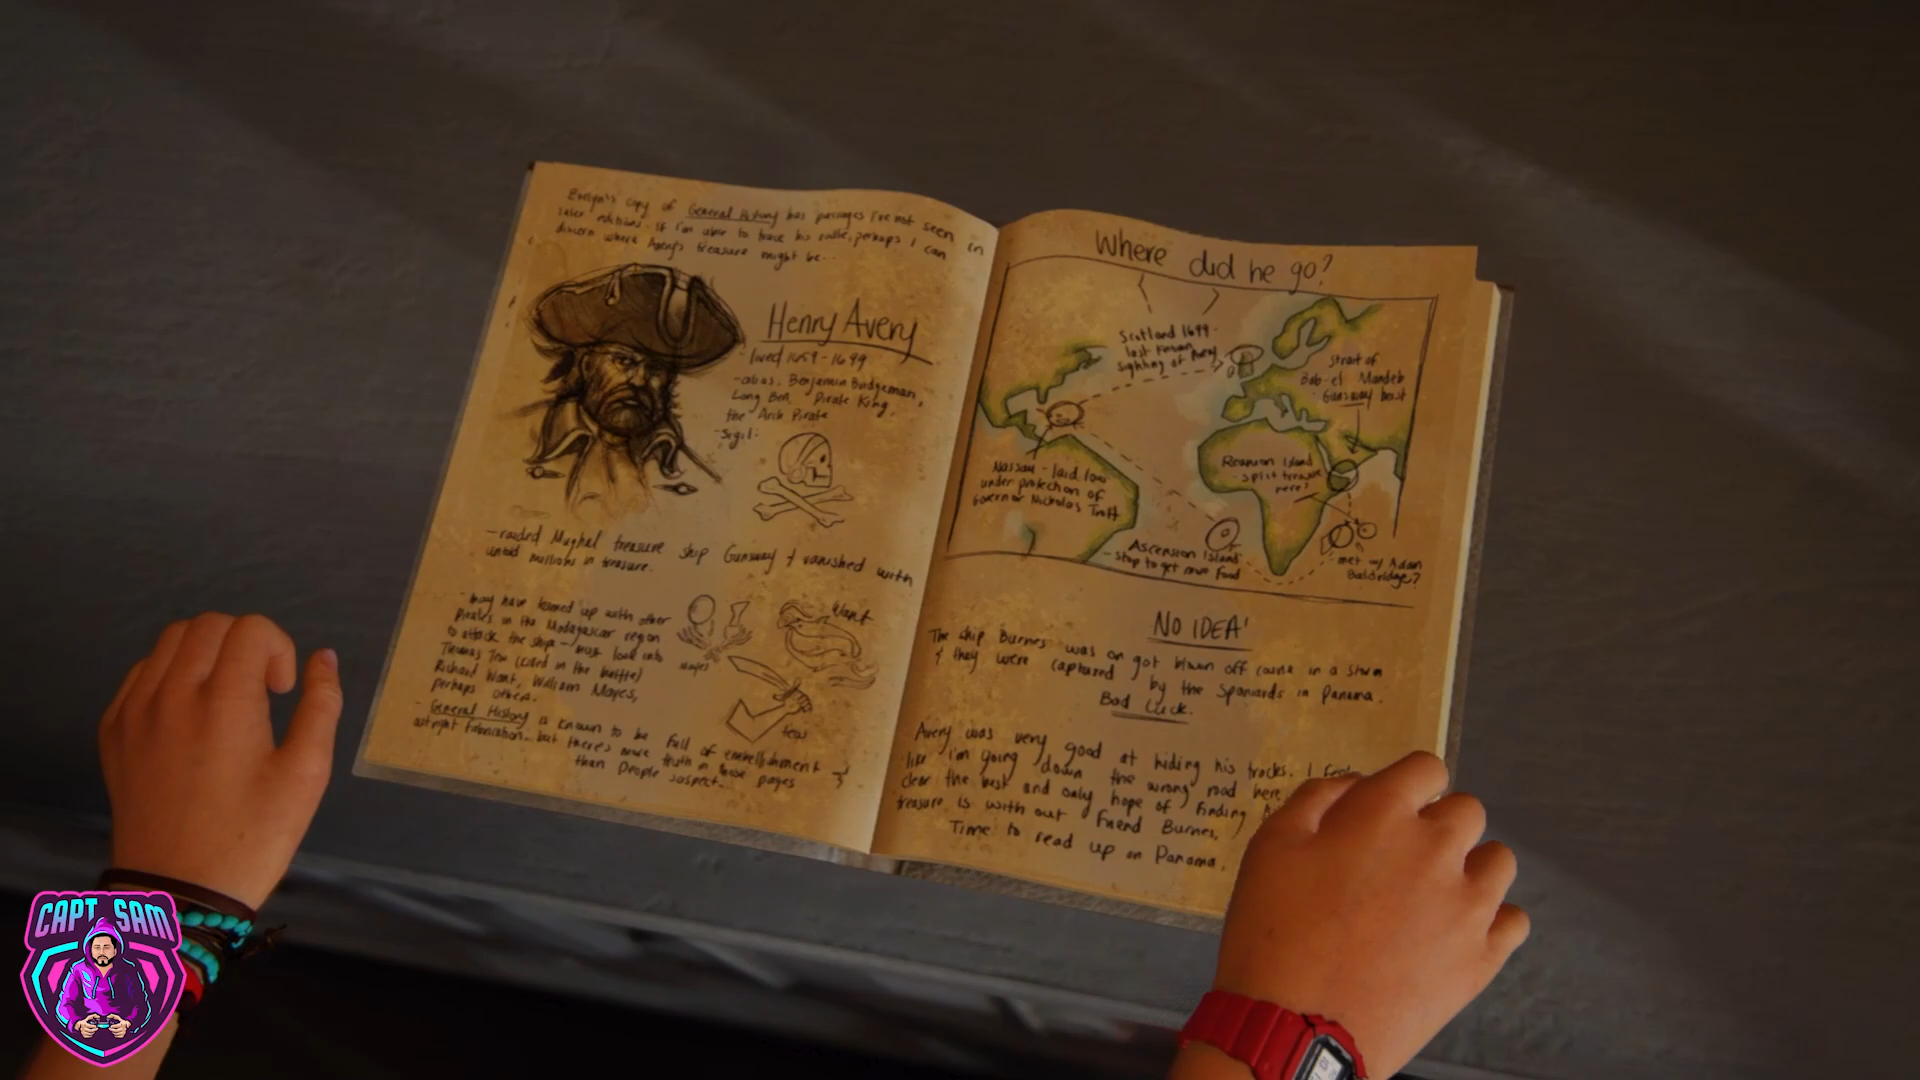 Evelyn's copy of General History has passages I've not seen in
later editions. If I'm able to trace his route, perhaps I can
discern where Avery's treasure might be...
Henry Avery
- lived 1659-1699
- alias: Benjamin Bridgeman,
Long Ben, Pirate King,
the Arch Pirate
- Sigil:
- raided Mughal treasure ship Gunsway & vanished with
untold millions in treasure.
- may have teamed up with other
pirates in the Madagascar region
to attack the ship - must look into
Thomas Tew (killed in the battle)
Richard Want, William Mayes,
perhaps others.
Want
Mayes
Tew
- General History is known to be full of embellishment &
outright fabrication... but there's more truth in those pages
than people suspect...
Where did he go?
Scotland 1699 -
last known
sighting of Avery
Strait of
Bab-el Mandeb
- Gunsway heist
Nassau - laid low
under protection of
Governor Nicholas Trott
Reunion Island
- split treasure
here?
Ascension Island
- stop to get more food
met w/ Adam
Baldridge?
NO IDEA!
The ship Burnes was on got blown off course in a storm
& they were captured by the Spaniards in Panama.
Bad luck.
Avery was very good at hiding his tracks. I feel
like I'm going down the wrong road here
clear the best and only hope of finding
treasure is with our friend Burnes.
Time to read up on Panama.
CAPT SAM